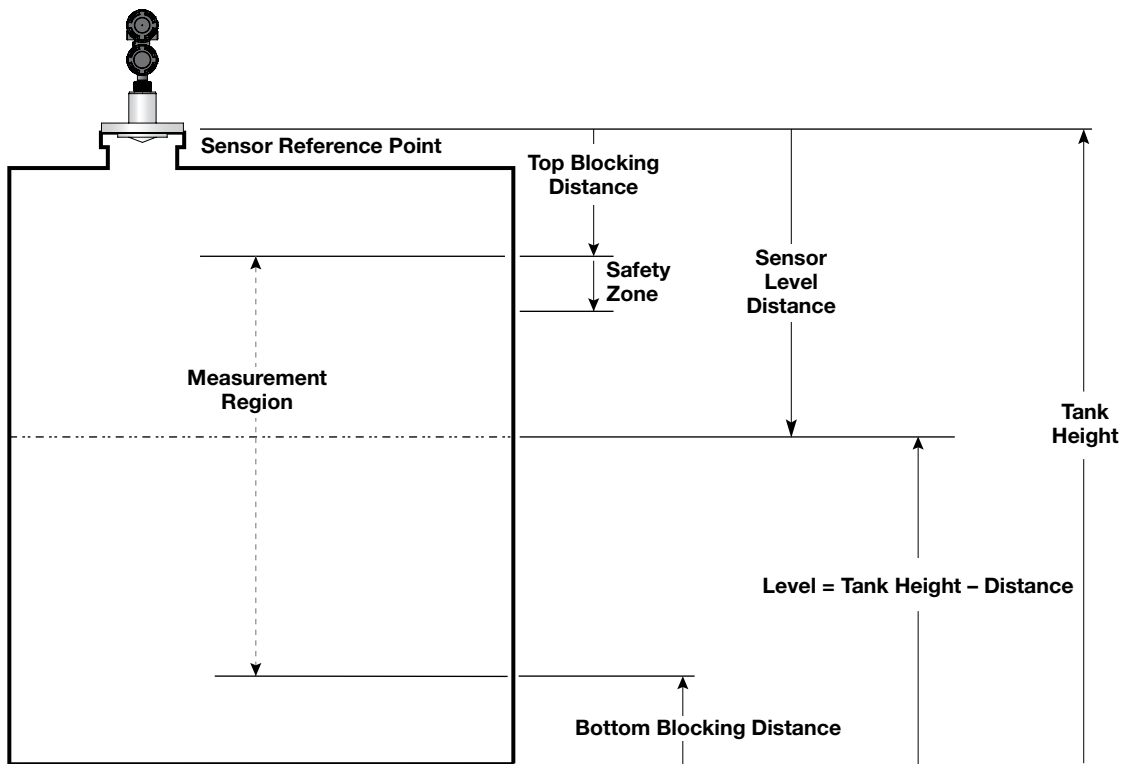 Sensor Reference Point
Top Blocking
Distance
Safety
Zone
Sensor
Level
Distance
Measurement
Region
Tank
Height
Level = Tank Height – Distance
Bottom Blocking Distance